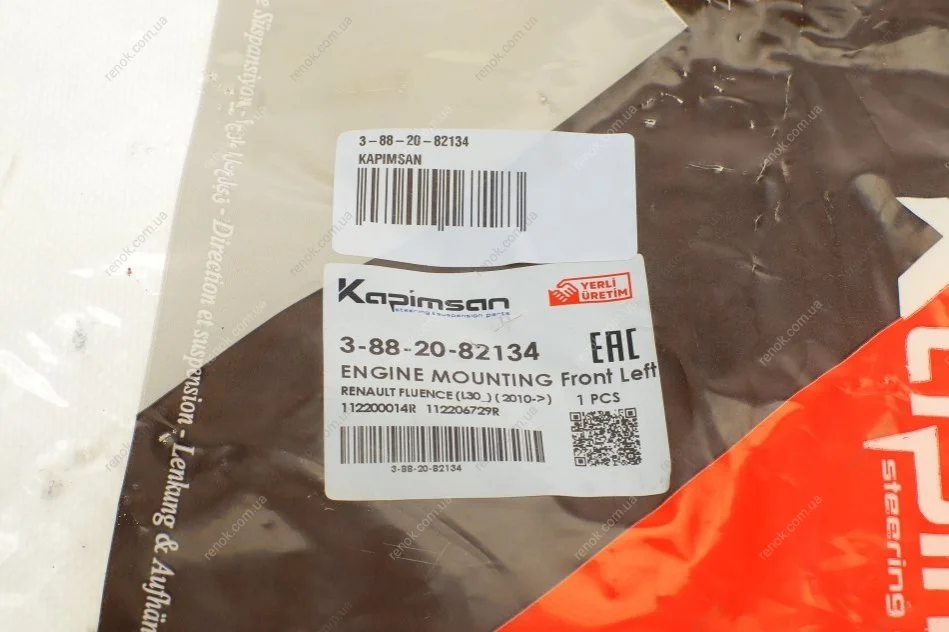 3-88-20-82134
KAPIMSAN
Kapimsan
steering & suspension parts
YERLİ
ÜRETİM
3-88-20-82134
EAC
ENGINE MOUNTING Front Left
RENAULT FLUENCE (L30_) (2010->)
1 PCS
112200014R 112206729R
3-88-20-82134
- Direction et suspension - Lenkung &
steering
renok.com.ua